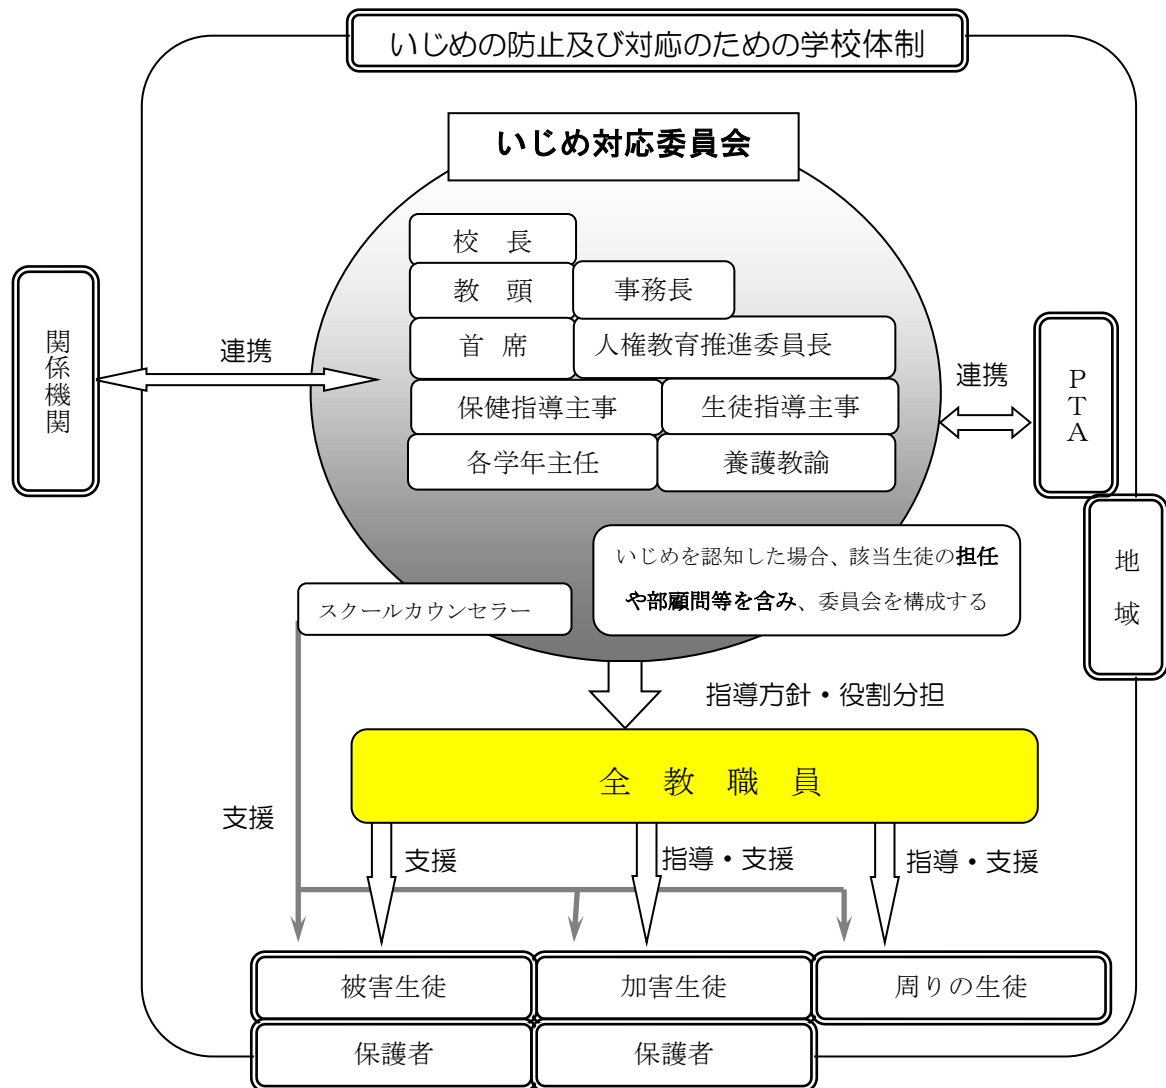 いじめの防止及び対応のための学校体制
いじめ対応委員会
校 長
教 頭
事務長
首 席
人権教育推進委員長
保健指導主事
生徒指導主事
各学年主任
養護教諭
関係機関
連携
連携
PTA
地域
いじめを認知した場合、該当生徒の担任
や部顧問等を含み、委員会を構成する
スクールカウンセラー
指導方針・役割分担
全 教 職 員
支援
支援
指導・支援
指導・支援
被害生徒
加害生徒
周りの生徒
保護者
保護者